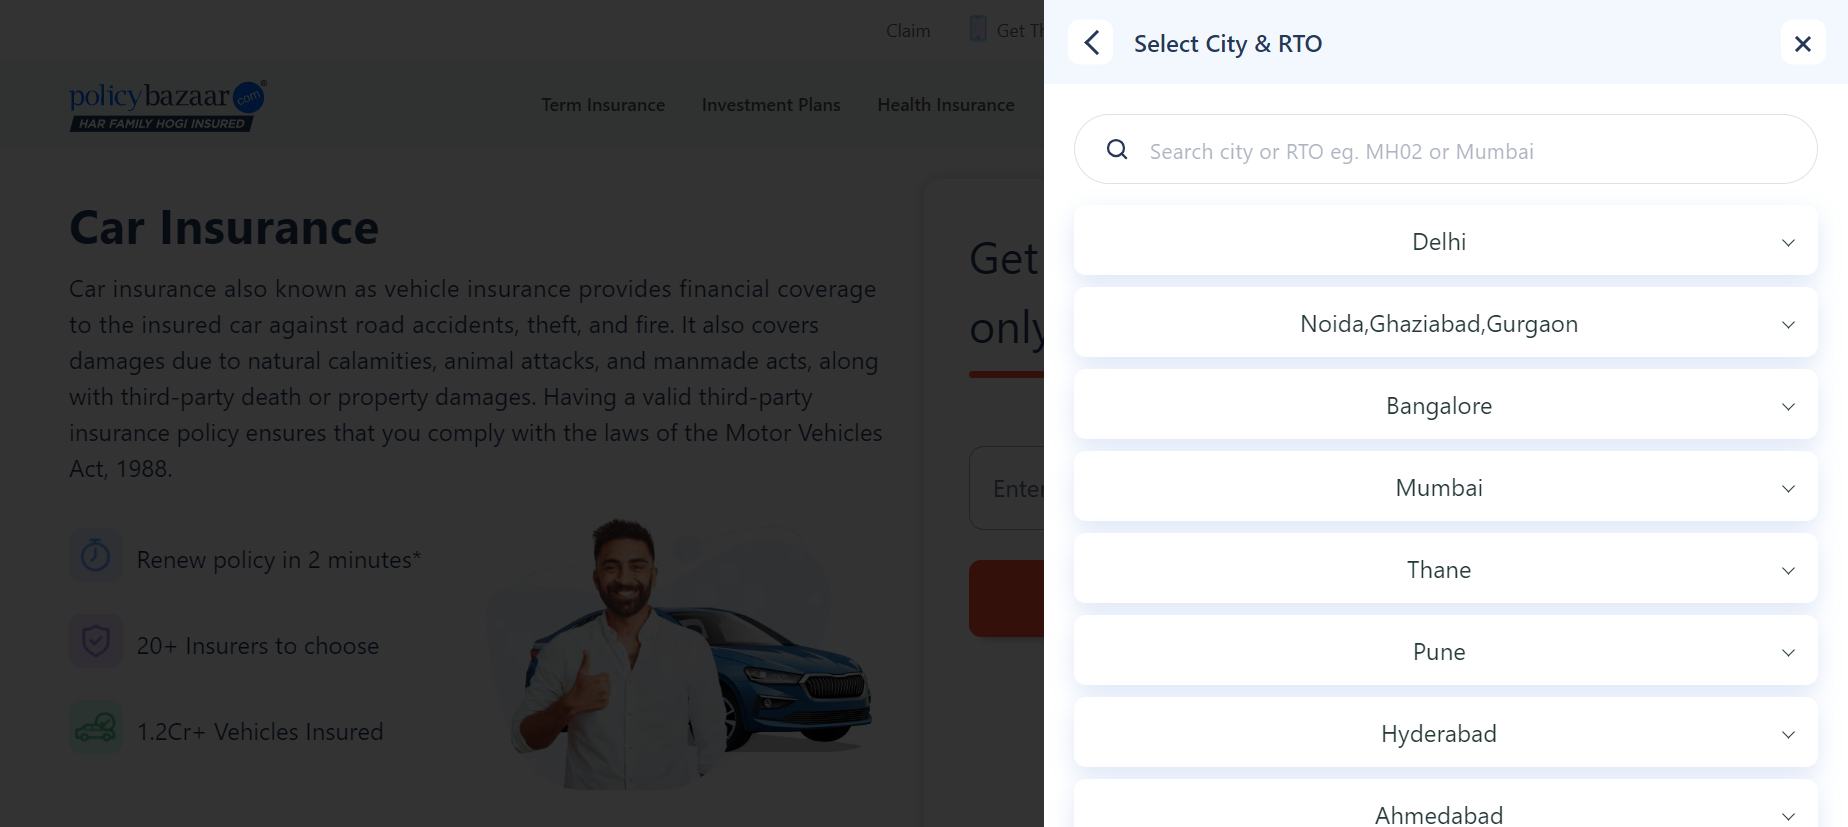 Claim
Get Th
policybazaar.com®
HAR FAMILY HOGI INSURED
Term Insurance
Investment Plans
Health Insurance
Car Insurance
Car insurance also known as vehicle insurance provides financial coverage
to the insured car against road accidents, theft, and fire. It also covers
damages due to natural calamities, animal attacks, and manmade acts, along
with third-party death or property damages. Having a valid third-party
insurance policy ensures that you comply with the laws of the Motor Vehicles
Act, 1988.
Renew policy in 2 minutes*
20+ Insurers to choose
1.2Cr+ Vehicles Insured
Get
only
Enter
Select City & RTO
Search city or RTO eg. MH02 or Mumbai
Delhi
Noida,Ghaziabad,Gurgaon
Bangalore
Mumbai
Thane
Pune
Hyderabad
Ahmedabad